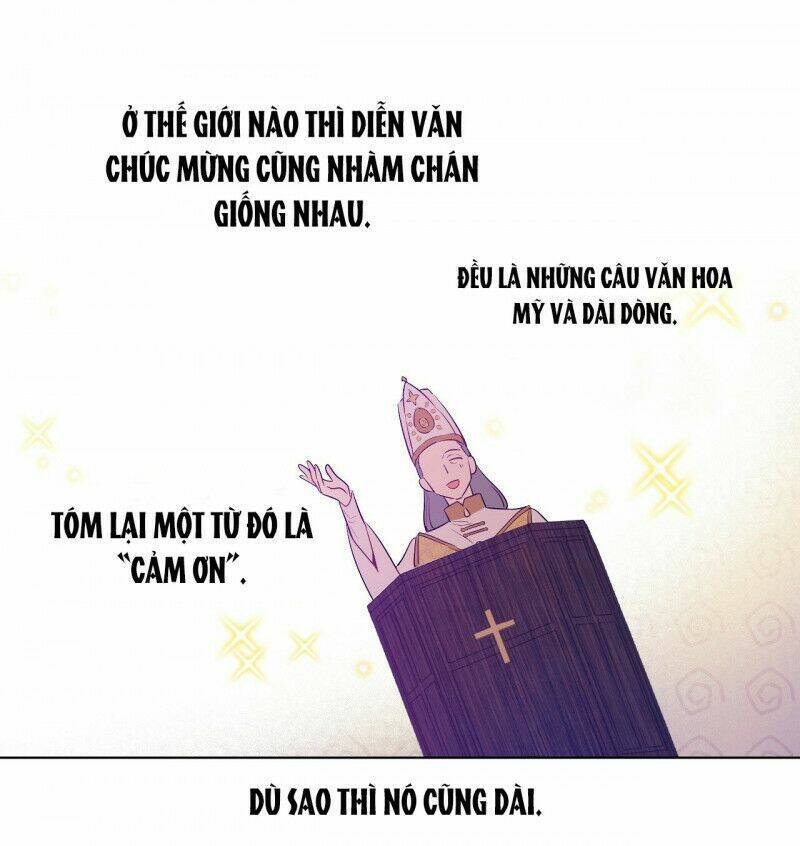 Ở THẾ GIỚI NÀO THÌ DIỄN VĂN
CHÚC MỪNG CŨNG NHÀM CHÁN
GIỐNG NHAU.
ĐỀU LÀ NHỮNG CÂU VĂN HOA
MỸ VÀ DÀI DÒNG.
TÓM LẠI MỘT TỪ ĐÓ LÀ
“CẢM ƠN”.
DÙ SAO THÌ NÓ CŨNG DÀI.